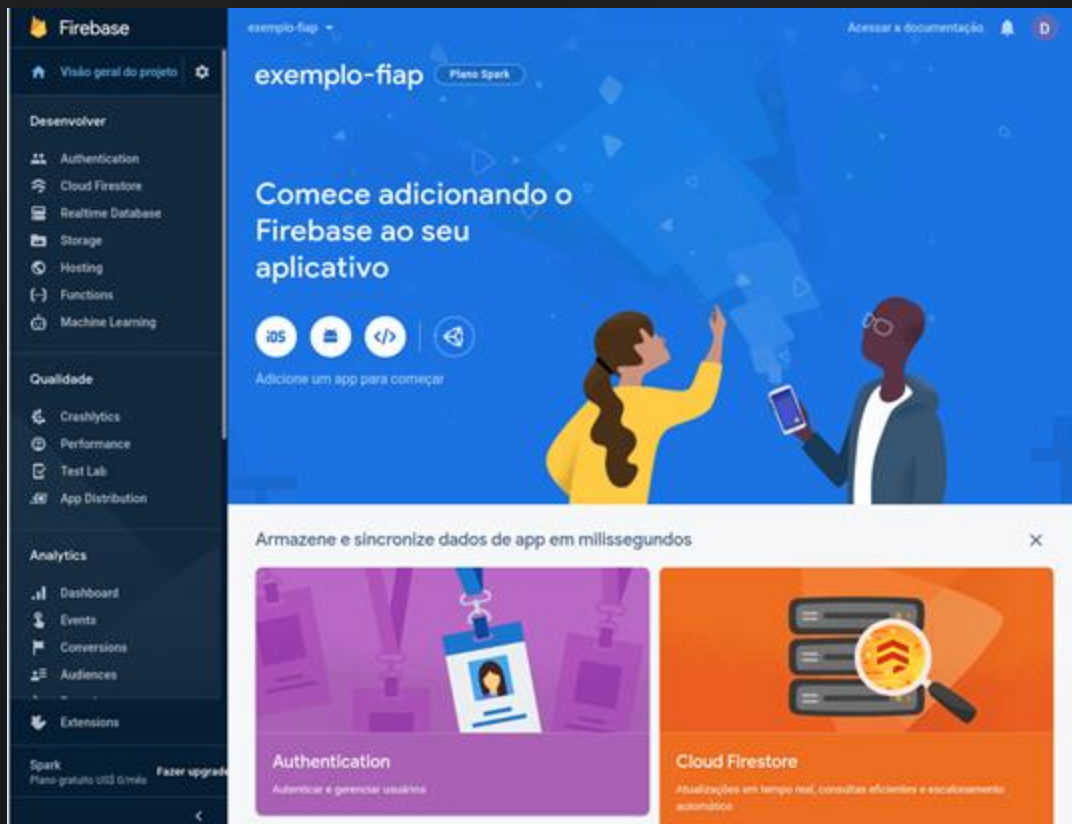 Firebase
exemplo-fiap
Acessar a documentação
D
Visão geral do projeto
exemplo-fiap
Plano Spark
Desenvolver
Authentication
Cloud Firestore
Realtime Database
Storage
Hosting
Functions
Machine Learning
Comece adicionando o
Firebase ao seu
aplicativo
iOS
</>
Adicione um app para começar
Qualidade
Crashlytics
Performance
Test Lab
App Distribution
Analytics
Dashboard
Events
Conversions
Audiences
Extensions
Spark
Plano gratuito US$ 0/mês
Fazer upgrade
Armazene e sincronize dados de app em milissegundos
Authentication
Autenticar e gerenciar usuários
Cloud Firestore
Atualizações em tempo real, consultas eficientes e escalonamento
automático